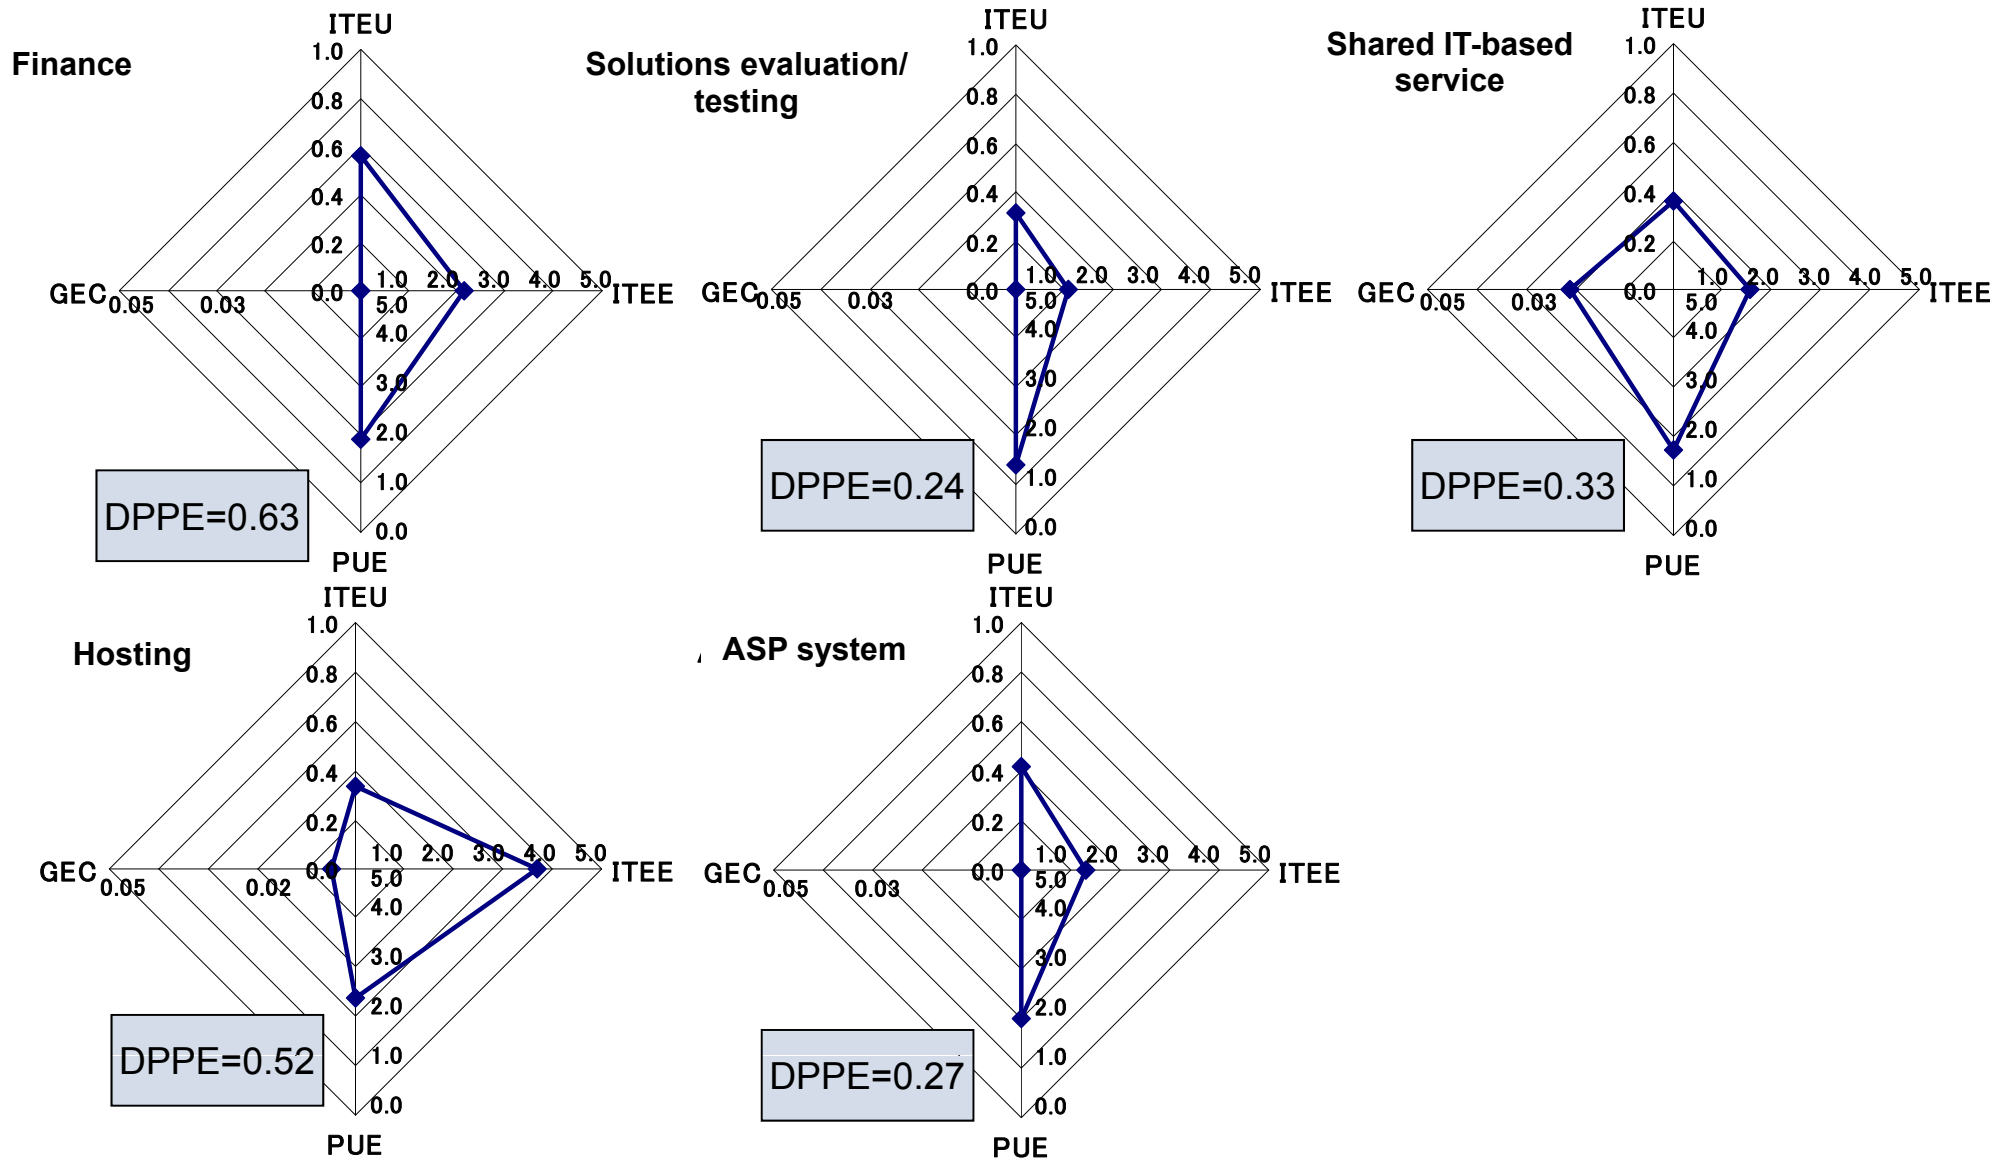 Finance
ITEU
1.0
0.8
0.6
0.4
0.2
0.0
GEC
0.05
0.03
1.0 2.0 3.0 4.0 5.0
ITEE
5.0
4.0
3.0
2.0
1.0
0.0
PUE
DPPE=0.63
Solutions evaluation/
testing
ITEU
1.0
0.8
0.6
0.4
0.2
0.0
GEC
0.05
0.03
1.0 2.0 3.0 4.0 5.0
ITEE
5.0
4.0
3.0
2.0
1.0
0.0
PUE
DPPE=0.24
Shared IT-based
service
ITEU
1.0
0.8
0.6
0.4
0.2
0.0
GEC
0.05
0.03
1.0 2.0 3.0 4.0 5.0
ITEE
5.0
4.0
3.0
2.0
1.0
0.0
PUE
DPPE=0.33
Hosting
ITEU
1.0
0.8
0.6
0.4
0.2
0.0
GEC
0.05
0.02
1.0 2.0 3.0 4.0 5.0
ITEE
5.0
4.0
3.0
2.0
1.0
0.0
PUE
DPPE=0.52
ASP system
ITEU
1.0
0.8
0.6
0.4
0.2
0.0
GEC
0.05
0.03
1.0 2.0 3.0 4.0 5.0
ITEE
5.0
4.0
3.0
2.0
1.0
0.0
PUE
DPPE=0.27